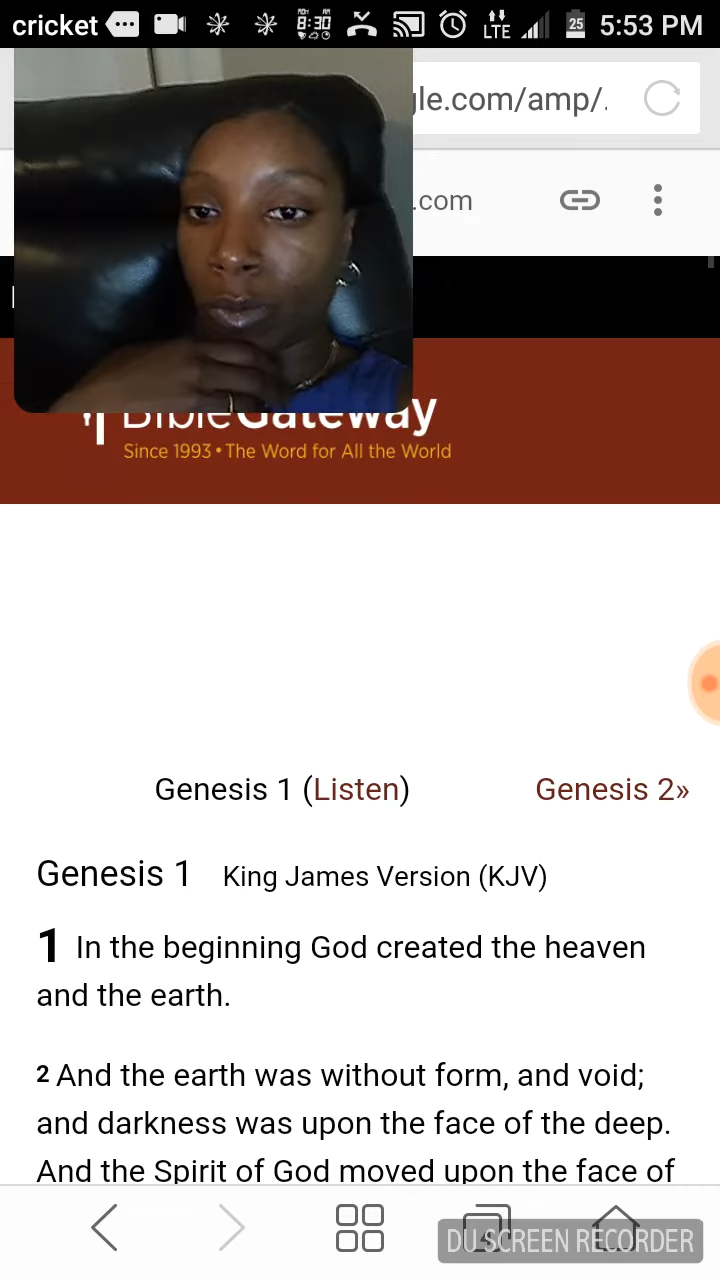 cricket 8:30 LTE 25 5:53 PM
gle.com/amp/.
.com
BibleGateway
Since 1993 • The Word for All the World
Genesis 1 (Listen) Genesis 2»
Genesis 1 King James Version (KJV)
1 In the beginning God created the heaven
and the earth.
2 And the earth was without form, and void;
and darkness was upon the face of the deep.
And the Spirit of God moved upon the face of
DU SCREEN RECORDER